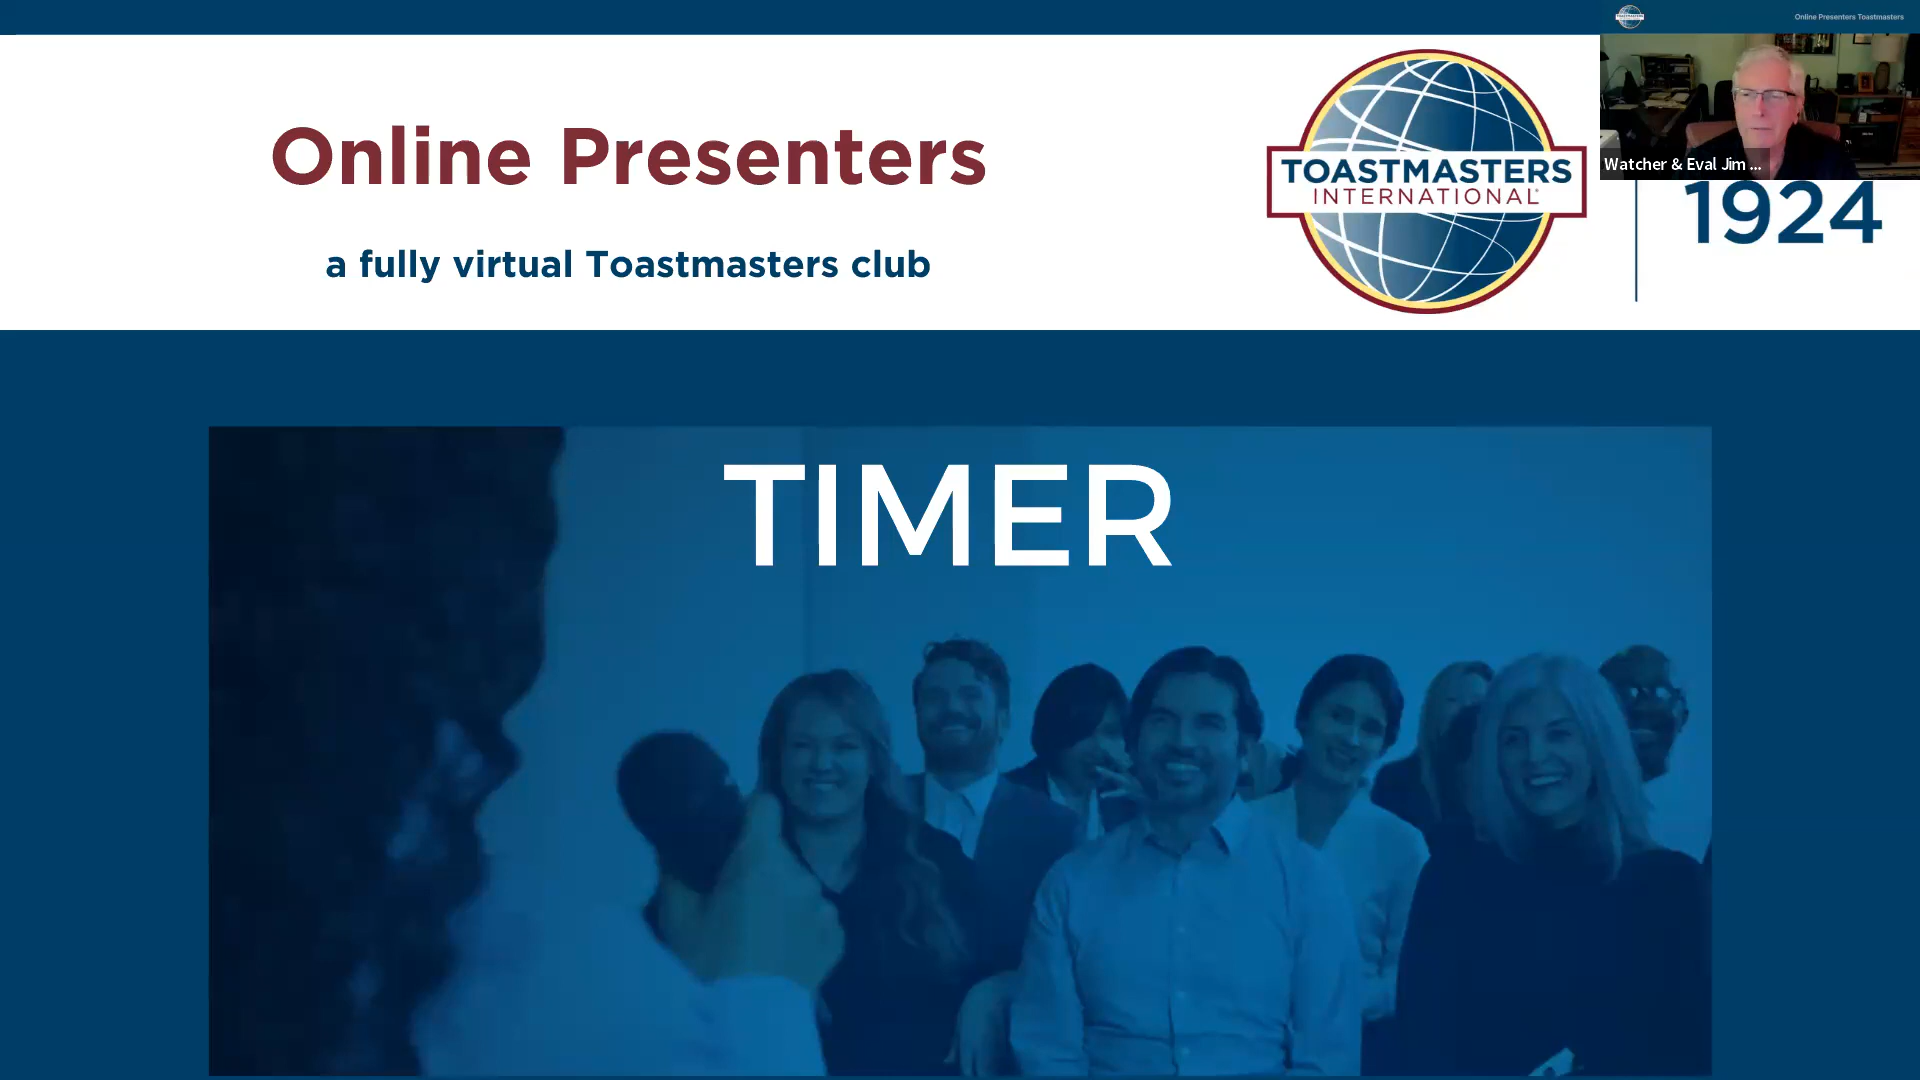 Online Presenters Toastmasters
Online Presenters
a fully virtual Toastmasters club
TOASTMASTERS
INTERNATIONAL
Watcher & Eval Jim ...
1924
TIMER